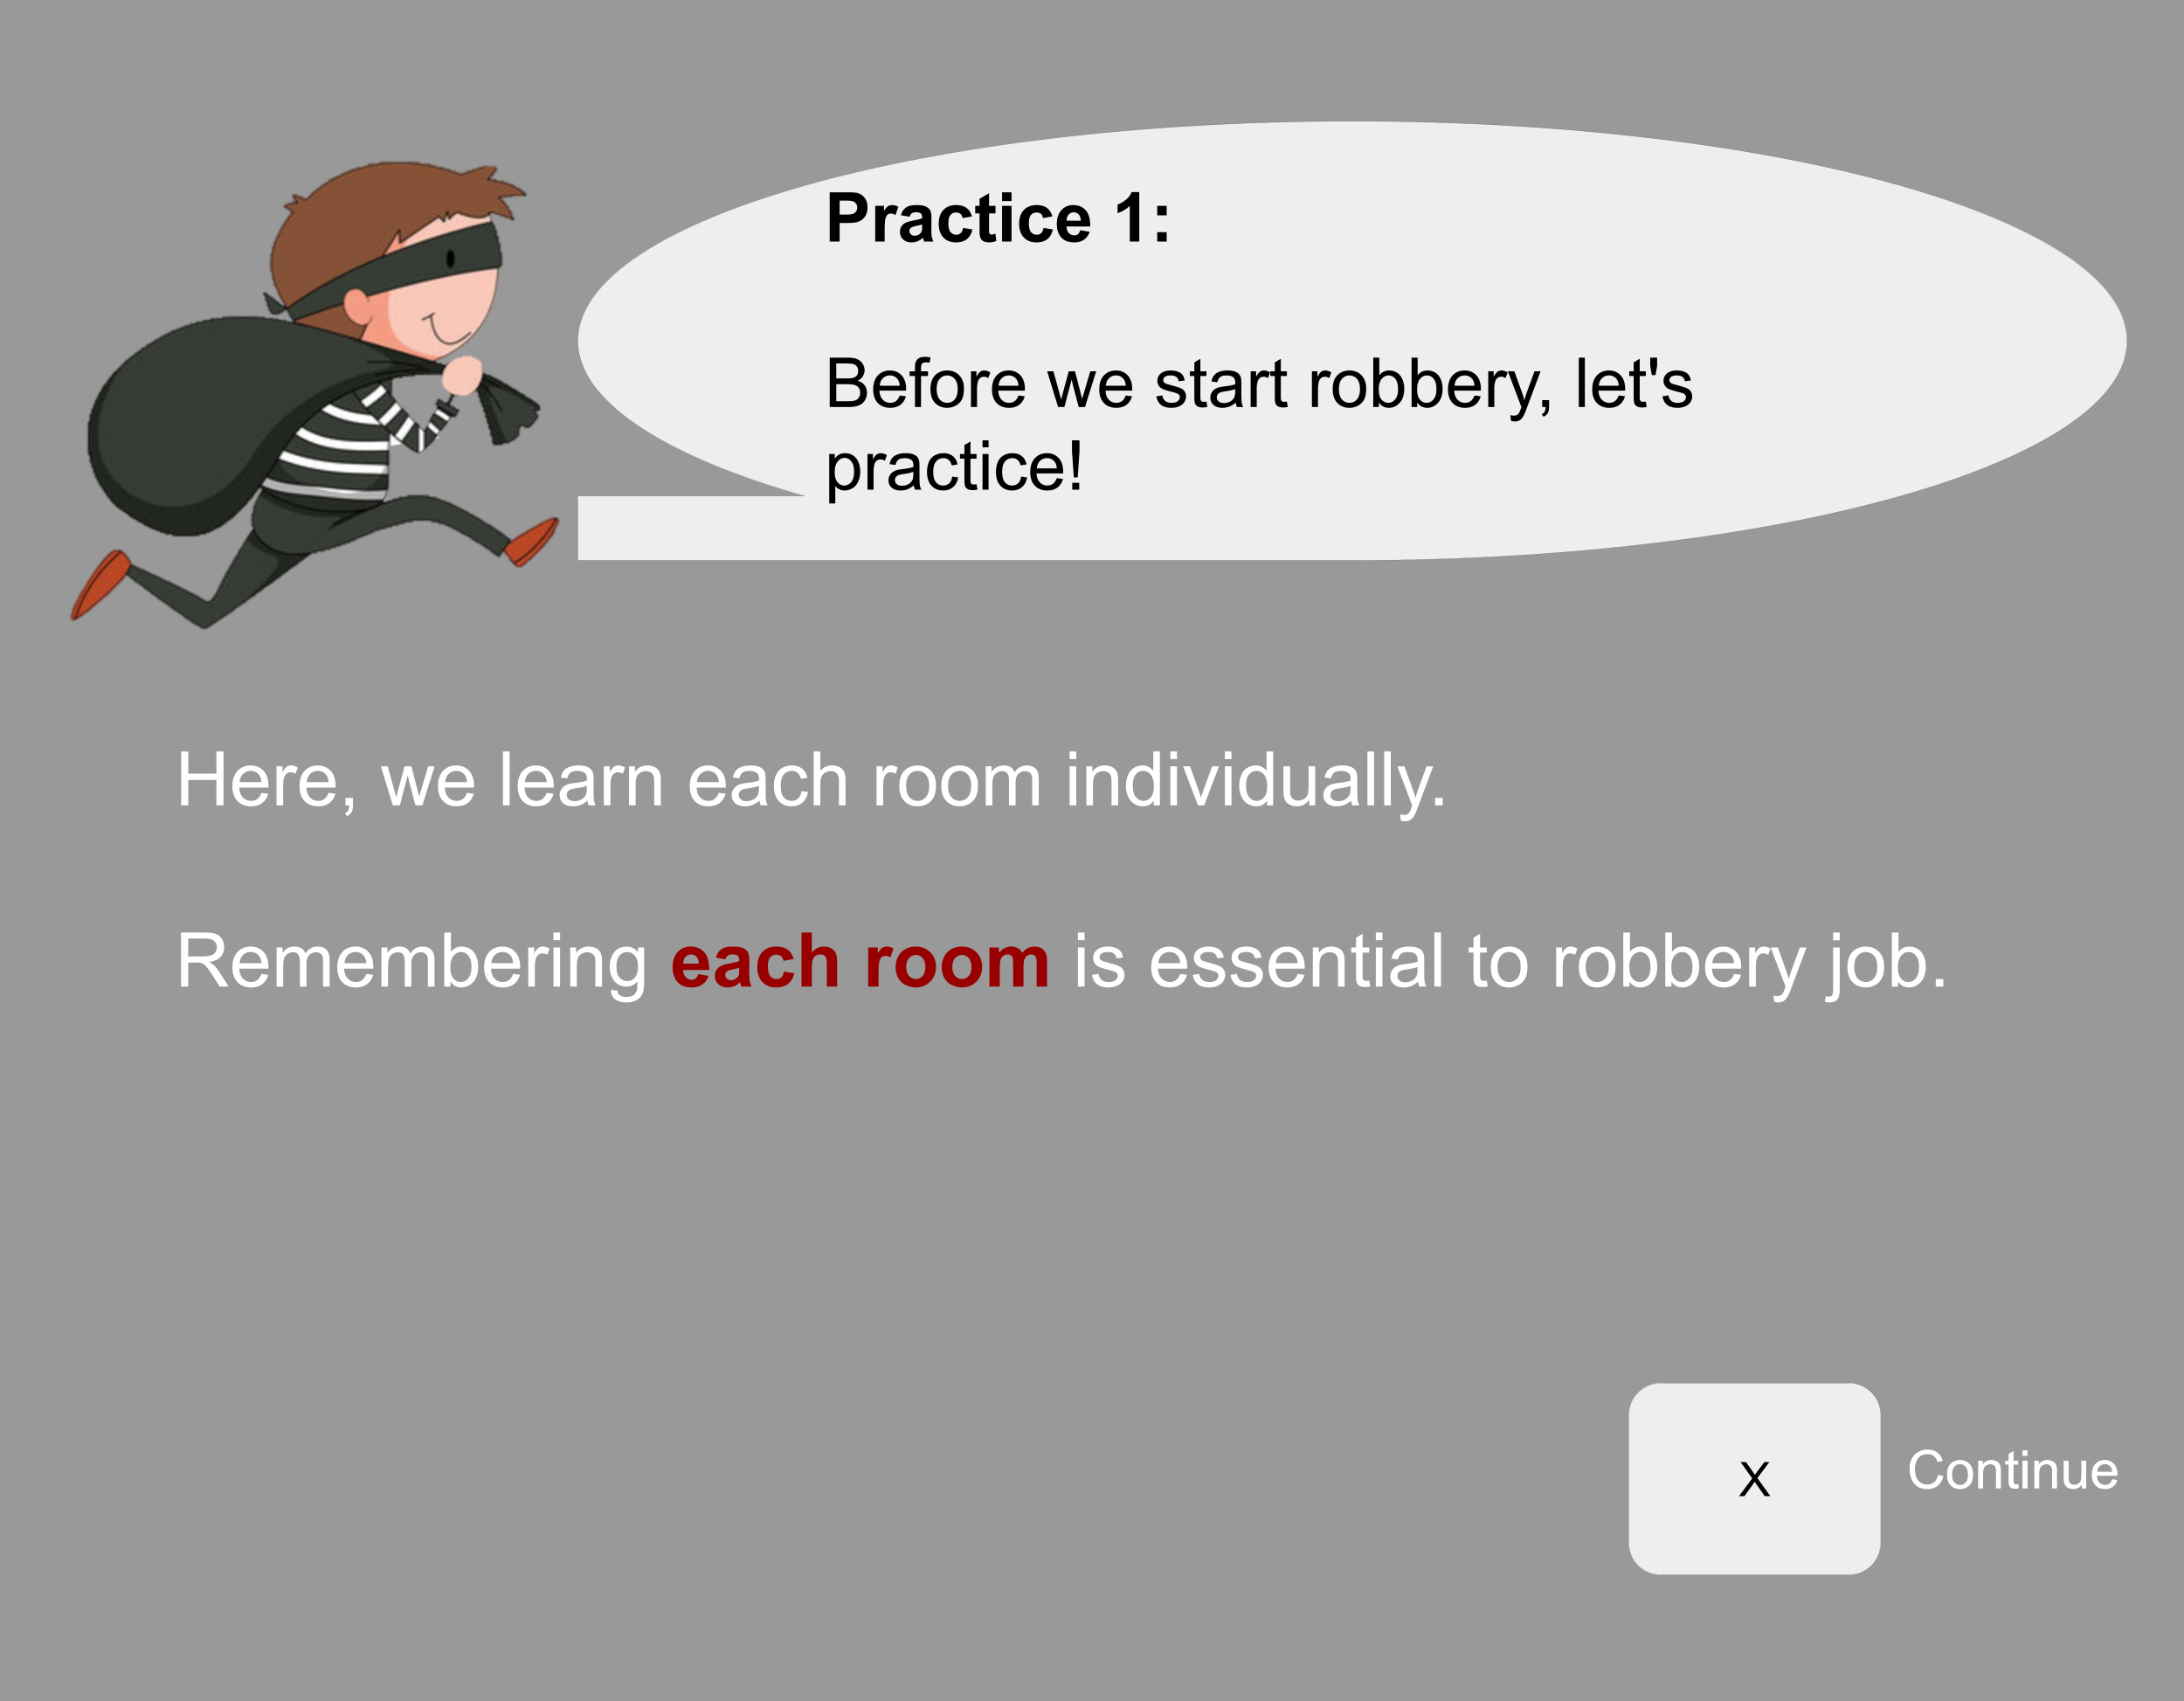 Practice 1:
Before we start robbery, let's
practice!
Here, we learn each room individually.
Remembering each room is essential to robbery job.
x
Continue